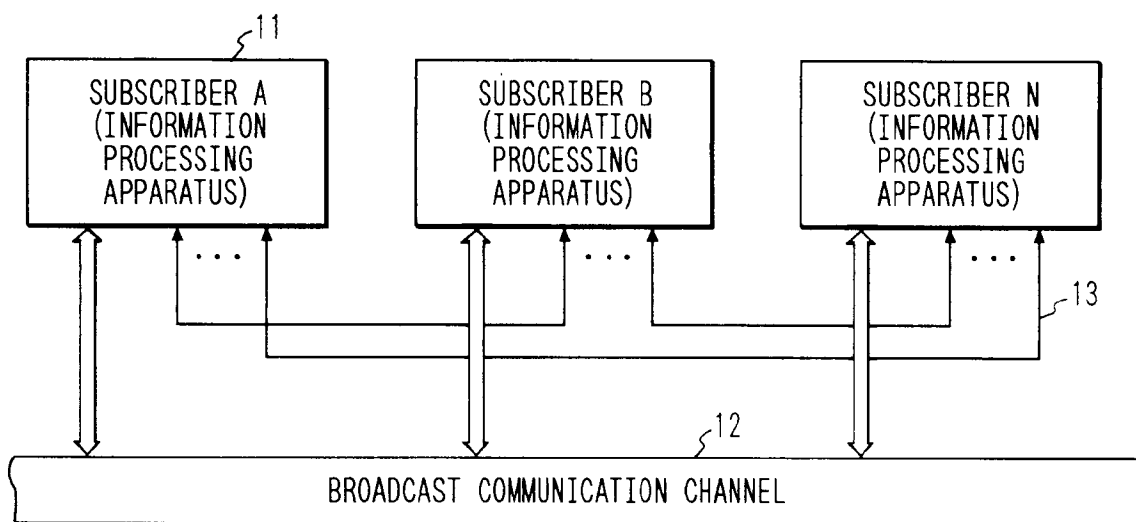 11
SUBSCRIBER A
(INFORMATION
PROCESSING
APPARATUS)
SUBSCRIBER B
(INFORMATION
PROCESSING
APPARATUS)
SUBSCRIBER N
(INFORMATION
PROCESSING
APPARATUS)
...
...
...
13
12
BROADCAST COMMUNICATION CHANNEL